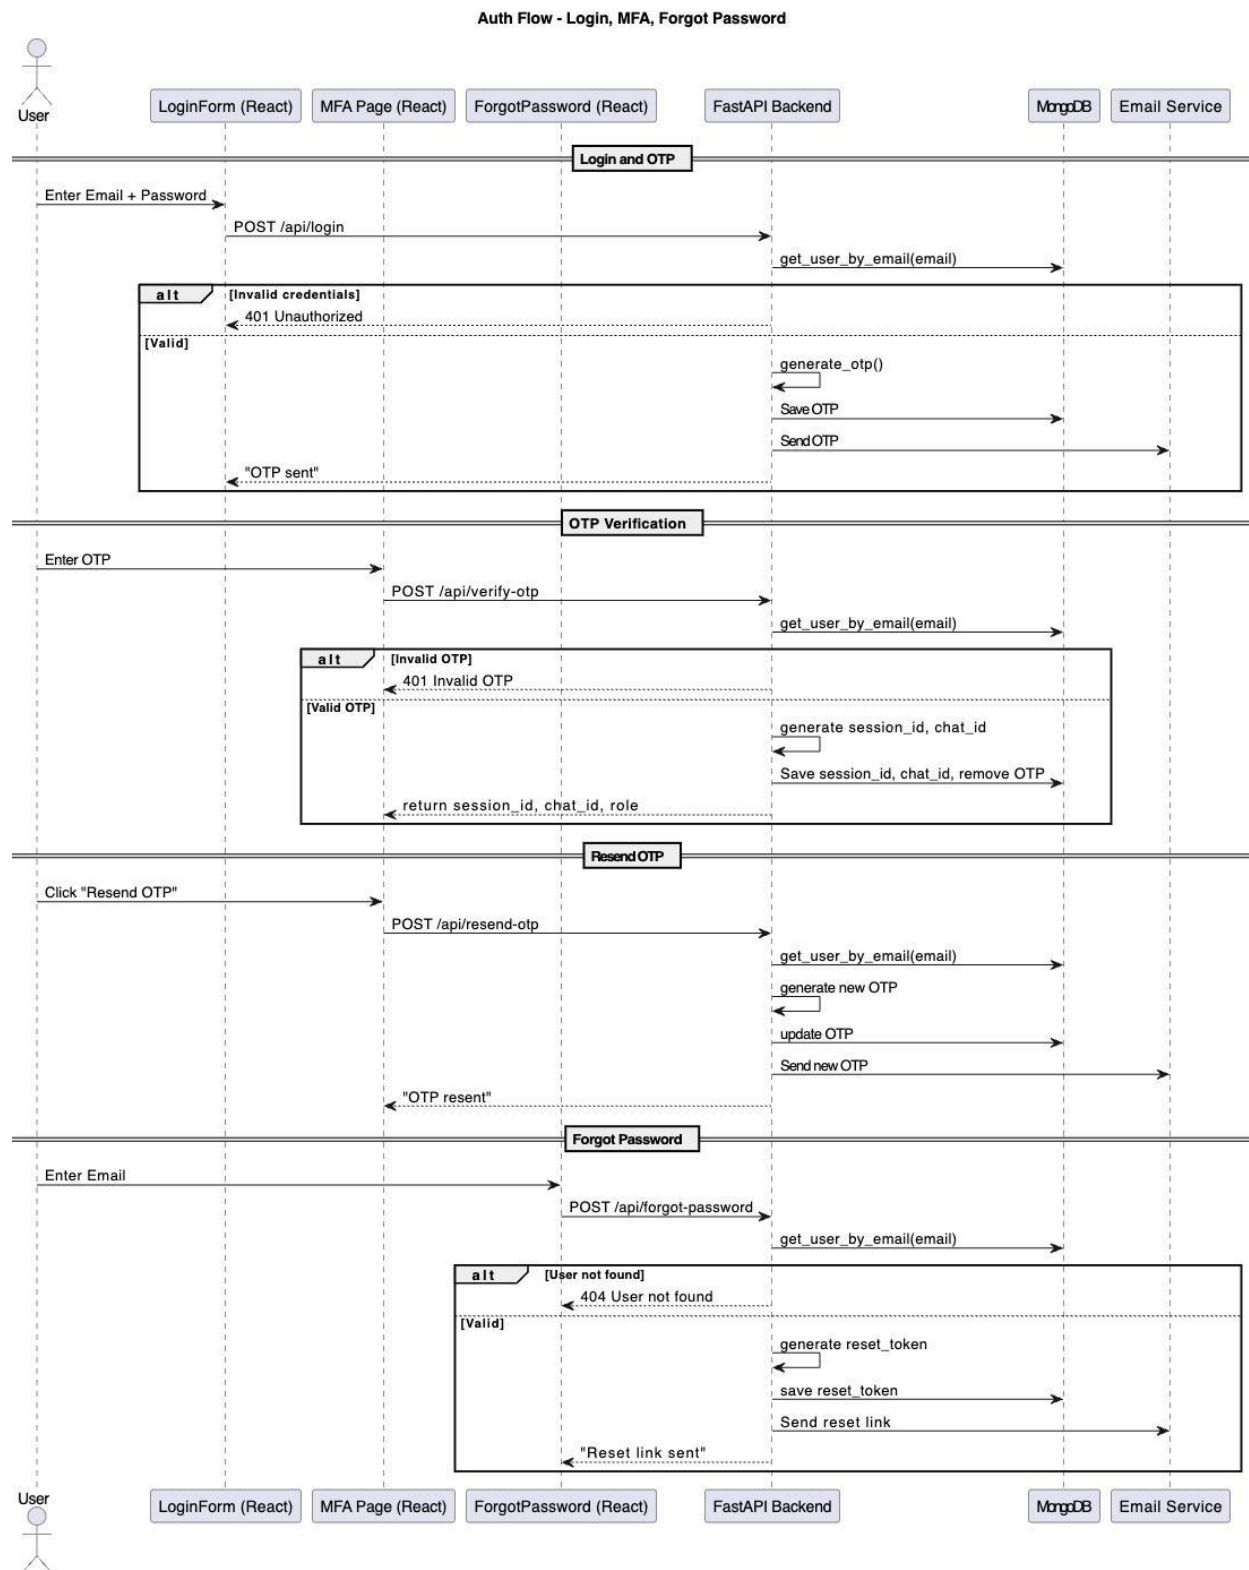 Auth Flow - Login, MFA, Forgot Password
User
LoginForm (React)
MFA Page (React)
ForgotPassword (React)
FastAPI Backend
MongoDB
Email Service
Login and OTP
Enter Email + Password
POST /api/login
get_user_by_email(email)
alt
[Invalid credentials]
401 Unauthorized
[Valid]
generate_otp()
Save OTP
Send OTP
"OTP sent"
OTP Verification
Enter OTP
POST /api/verify-otp
get_user_by_email(email)
alt
[Invalid OTP]
401 Invalid OTP
[Valid OTP]
generate session_id, chat_id
Save session_id, chat_id, remove OTP
return session_id, chat_id, role
Resend OTP
Click "Resend OTP"
POST /api/resend-otp
get_user_by_email(email)
generate new OTP
update OTP
Send new OTP
"OTP resent"
Forgot Password
Enter Email
POST /api/forgot-password
get_user_by_email(email)
alt
[User not found]
404 User not found
[Valid]
generate reset_token
save reset_token
Send reset link
"Reset link sent"
User
LoginForm (React)
MFA Page (React)
ForgotPassword (React)
FastAPI Backend
MongoDB
Email Service